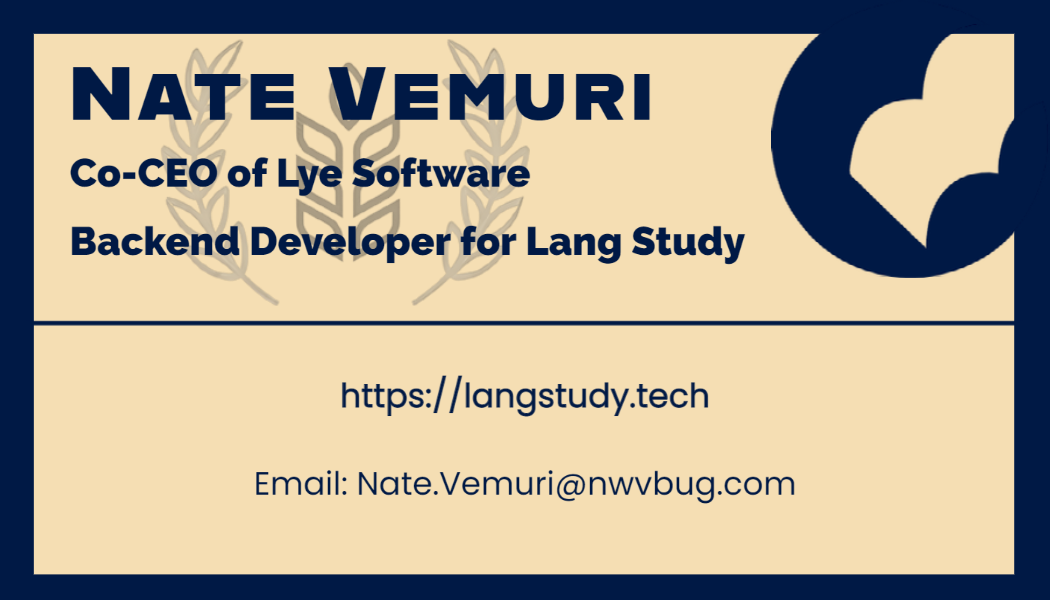 Nate Vemuri
Co-CEO of Lye Software
Backend Developer for Lang Study
https://langstudy.tech
Email: Nate.Vemuri@nwvbug.com